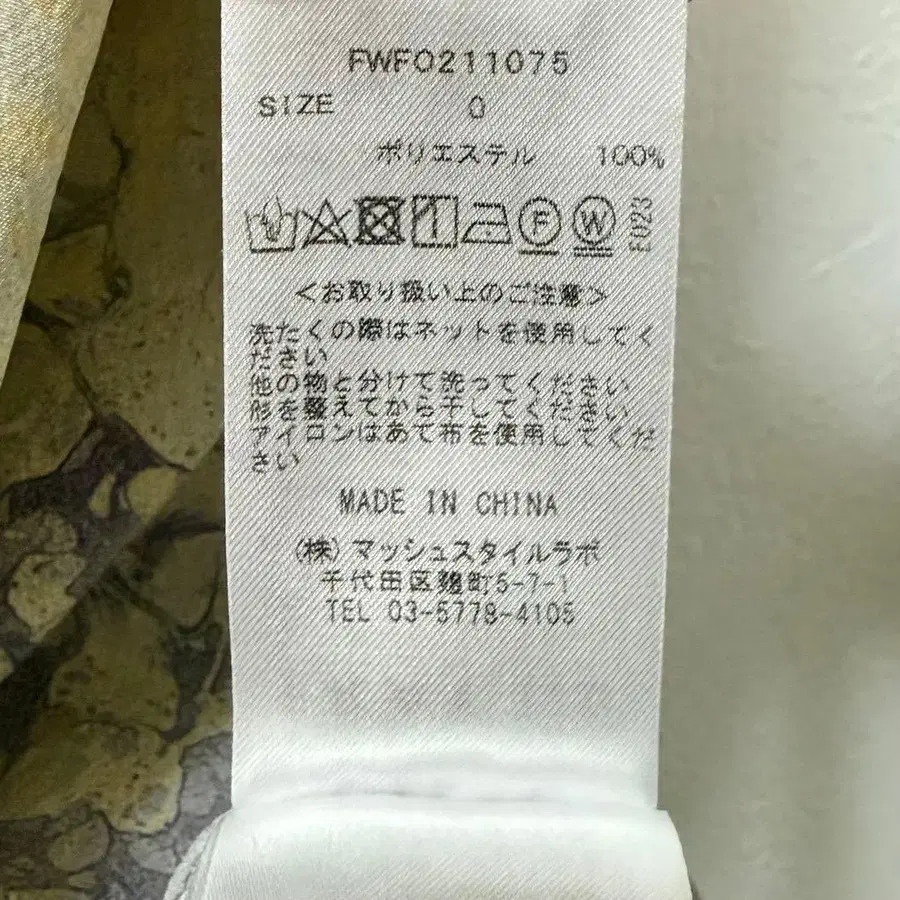 FWFO211075
SIZE 0
ポリエステル 100%
F W EU23
<お取り扱い上のご注意>
洗たくの際はネットを使用してく
ださい
他の物と分けて洗ってください
形を整えてから干してください
アイロンはあて布を使用してくだ
さい
MADE IN CHINA
(株)マッシュスタイルラボ
千代田区麹町5-7-1
TEL 03-5778-4105